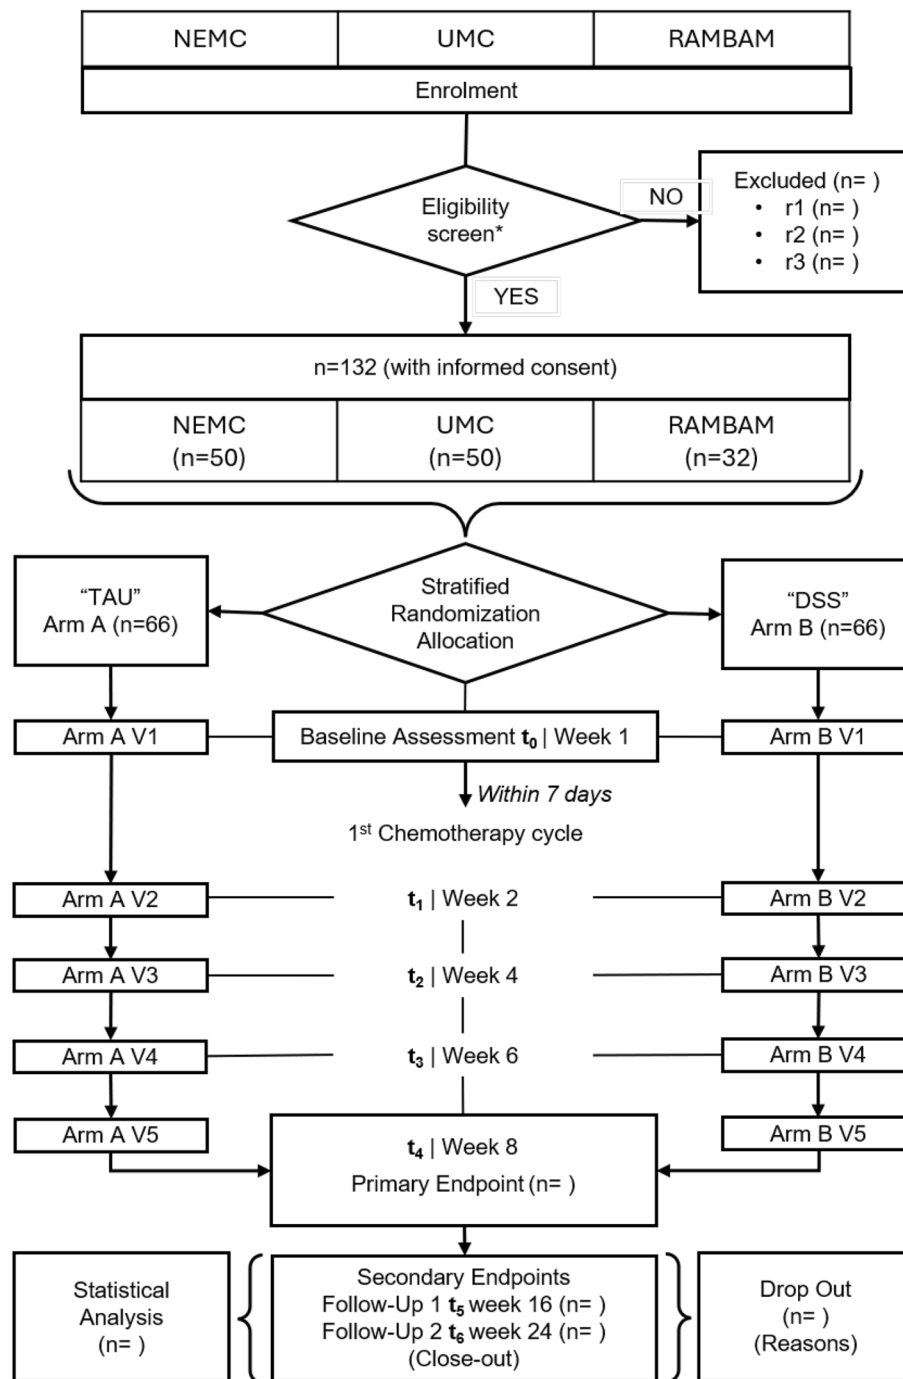 NEMC
UMC
RAMBAM
Enrolment
Eligibility
screen*
NO
Excluded (n= )
• r1 (n= )
• r2 (n= )
• r3 (n= )
YES
n=132 (with informed consent)
NEMC
(n=50)
UMC
(n=50)
RAMBAM
(n=32)
“TAU”
Arm A (n=66)
Stratified
Randomization
Allocation
“DSS”
Arm B (n=66)
Arm A V1
Baseline Assessment t0 | Week 1
Arm B V1
Within 7 days
1st Chemotherapy cycle
Arm A V2
t1 | Week 2
Arm B V2
Arm A V3
t2 | Week 4
Arm B V3
Arm A V4
t3 | Week 6
Arm B V4
Arm A V5
t4 | Week 8
Primary Endpoint (n= )
Arm B V5
Statistical
Analysis
(n= )
Secondary Endpoints
Follow-Up 1 t5 week 16 (n= )
Follow-Up 2 t6 week 24 (n= )
(Close-out)
Drop Out
(n= )
(Reasons)